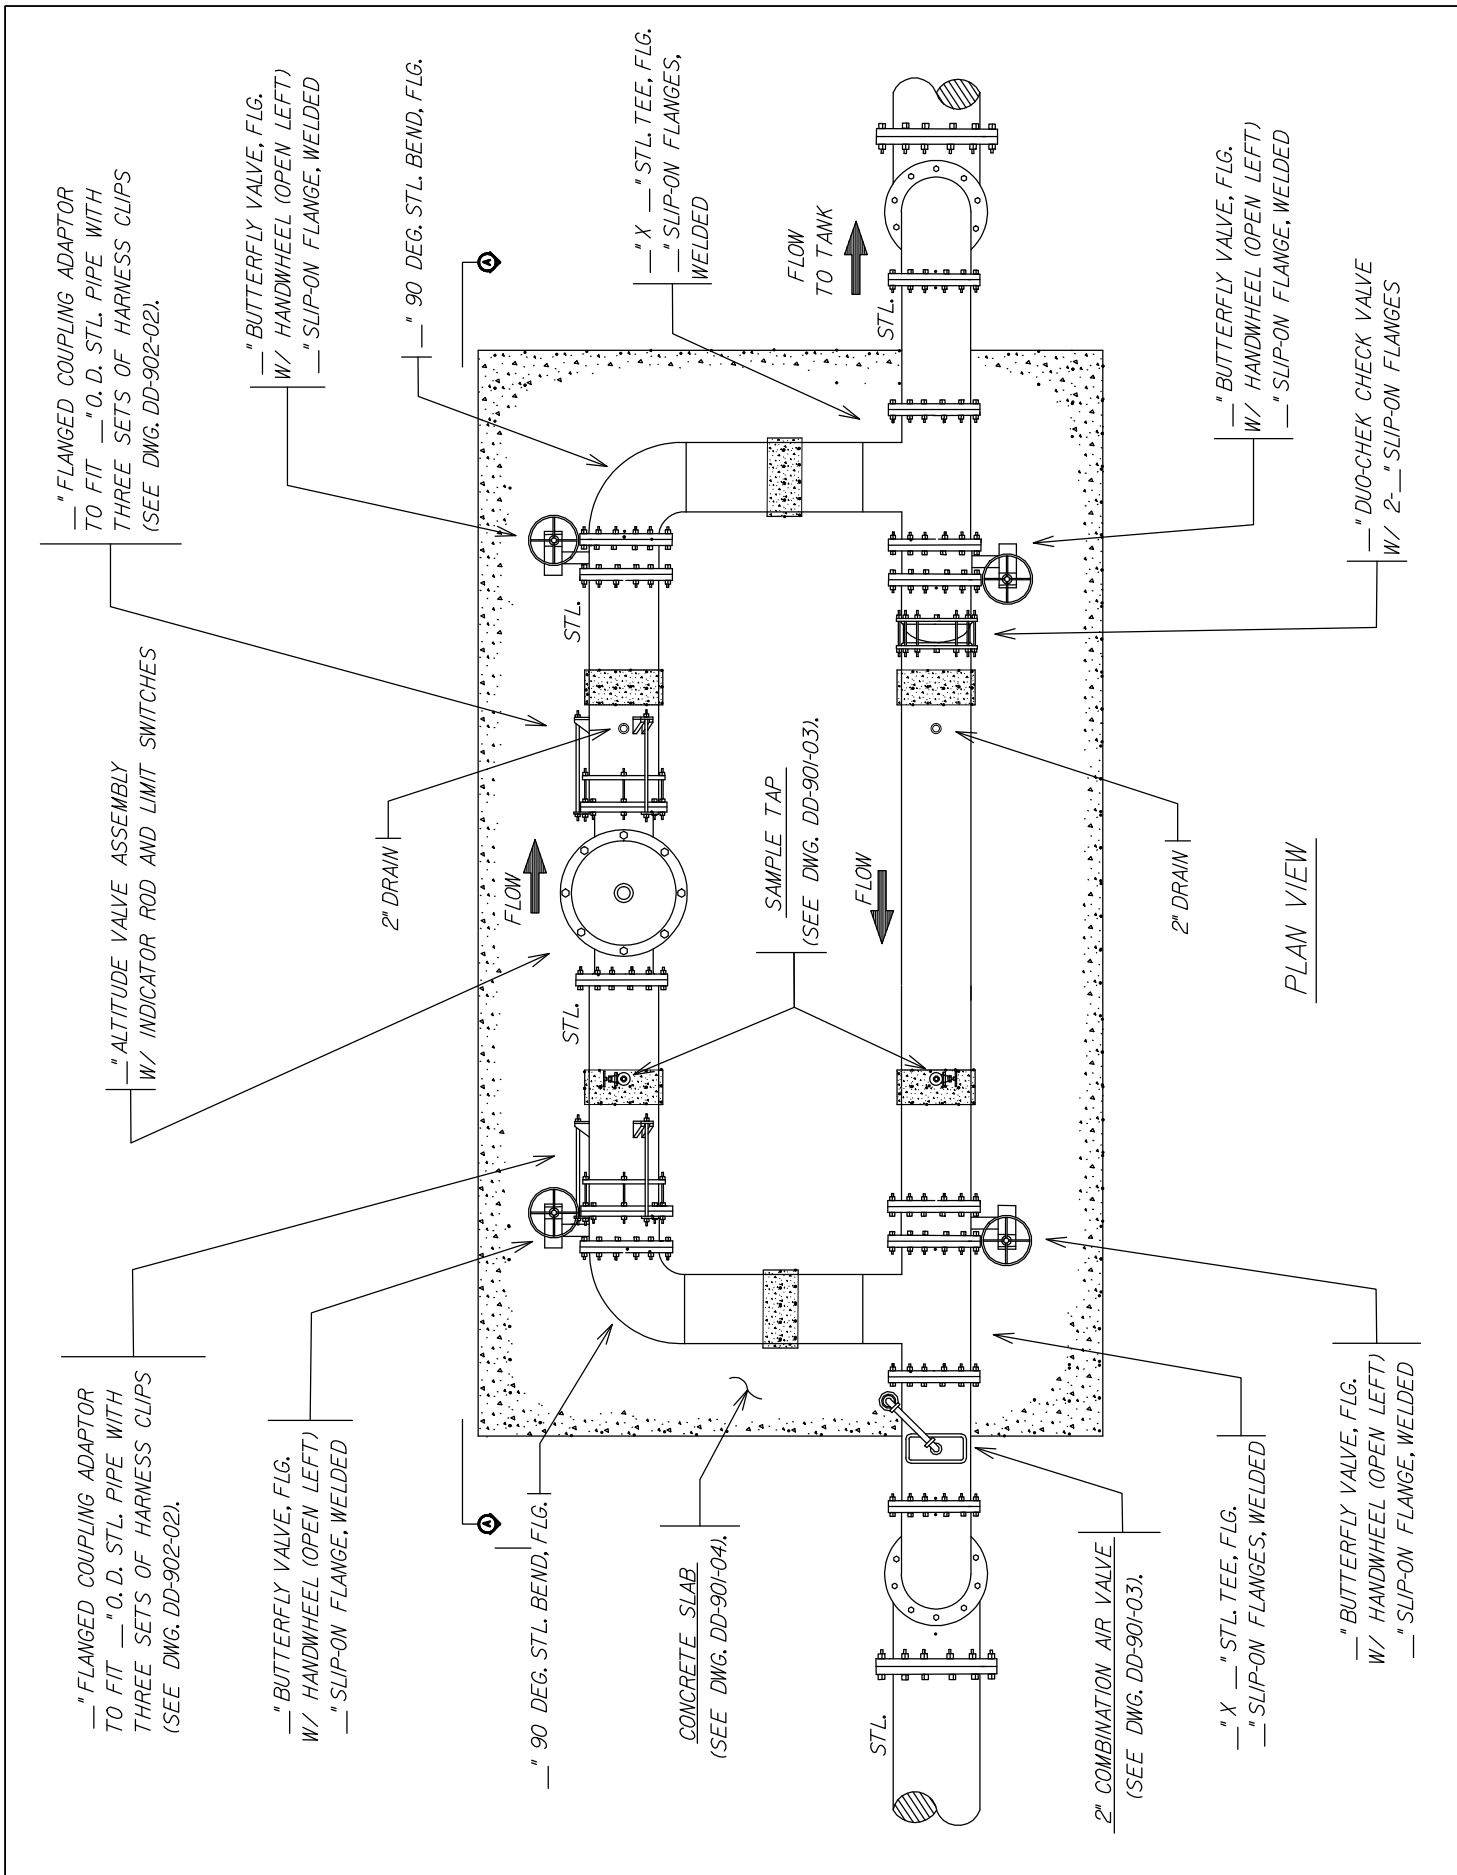 __" FLANGED COUPLING ADAPTOR
TO FIT __" O.D. STL. PIPE WITH
THREE SETS OF HARNESS CLIPS
(SEE DWG. DD-902-02).
__" BUTTERFLY VALVE, FLG.
W/ HANDWHEEL (OPEN LEFT)
__" SLIP-ON FLANGE, WELDED
__" 90 DEG. STL. BEND, FLG.
CONCRETE SLAB
(SEE DWG. DD-901-04).
STL.
2" COMBINATION AIR VALVE
(SEE DWG. DD-901-03).
__" X __" STL. TEE, FLG.
__" SLIP-ON FLANGES, WELDED
__" BUTTERFLY VALVE, FLG.
W/ HANDWHEEL (OPEN LEFT)
__" SLIP-ON FLANGE, WELDED
A
__" ALTITUDE VALVE ASSEMBLY
W/ INDICATOR ROD AND LIMIT SWITCHES
2" DRAIN
FLOW
STL.
STL.
SAMPLE TAP
(SEE DWG. DD-901-03).
FLOW
2" DRAIN
PLAN VIEW
__" FLANGED COUPLING ADAPTOR
TO FIT __" O.D. STL. PIPE WITH
THREE SETS OF HARNESS CLIPS
(SEE DWG. DD-902-02).
__" BUTTERFLY VALVE, FLG.
W/ HANDWHEEL (OPEN LEFT)
__" SLIP-ON FLANGE, WELDED
__" 90 DEG. STL. BEND, FLG.
A
__" X __" STL. TEE, FLG.
__" SLIP-ON FLANGES,
WELDED
FLOW
TO TANK
STL.
__" BUTTERFLY VALVE, FLG.
W/ HANDWHEEL (OPEN LEFT)
__" SLIP-ON FLANGE, WELDED
__" DUO-CHEK CHECK VALVE
W/ 2-__" SLIP-ON FLANGES